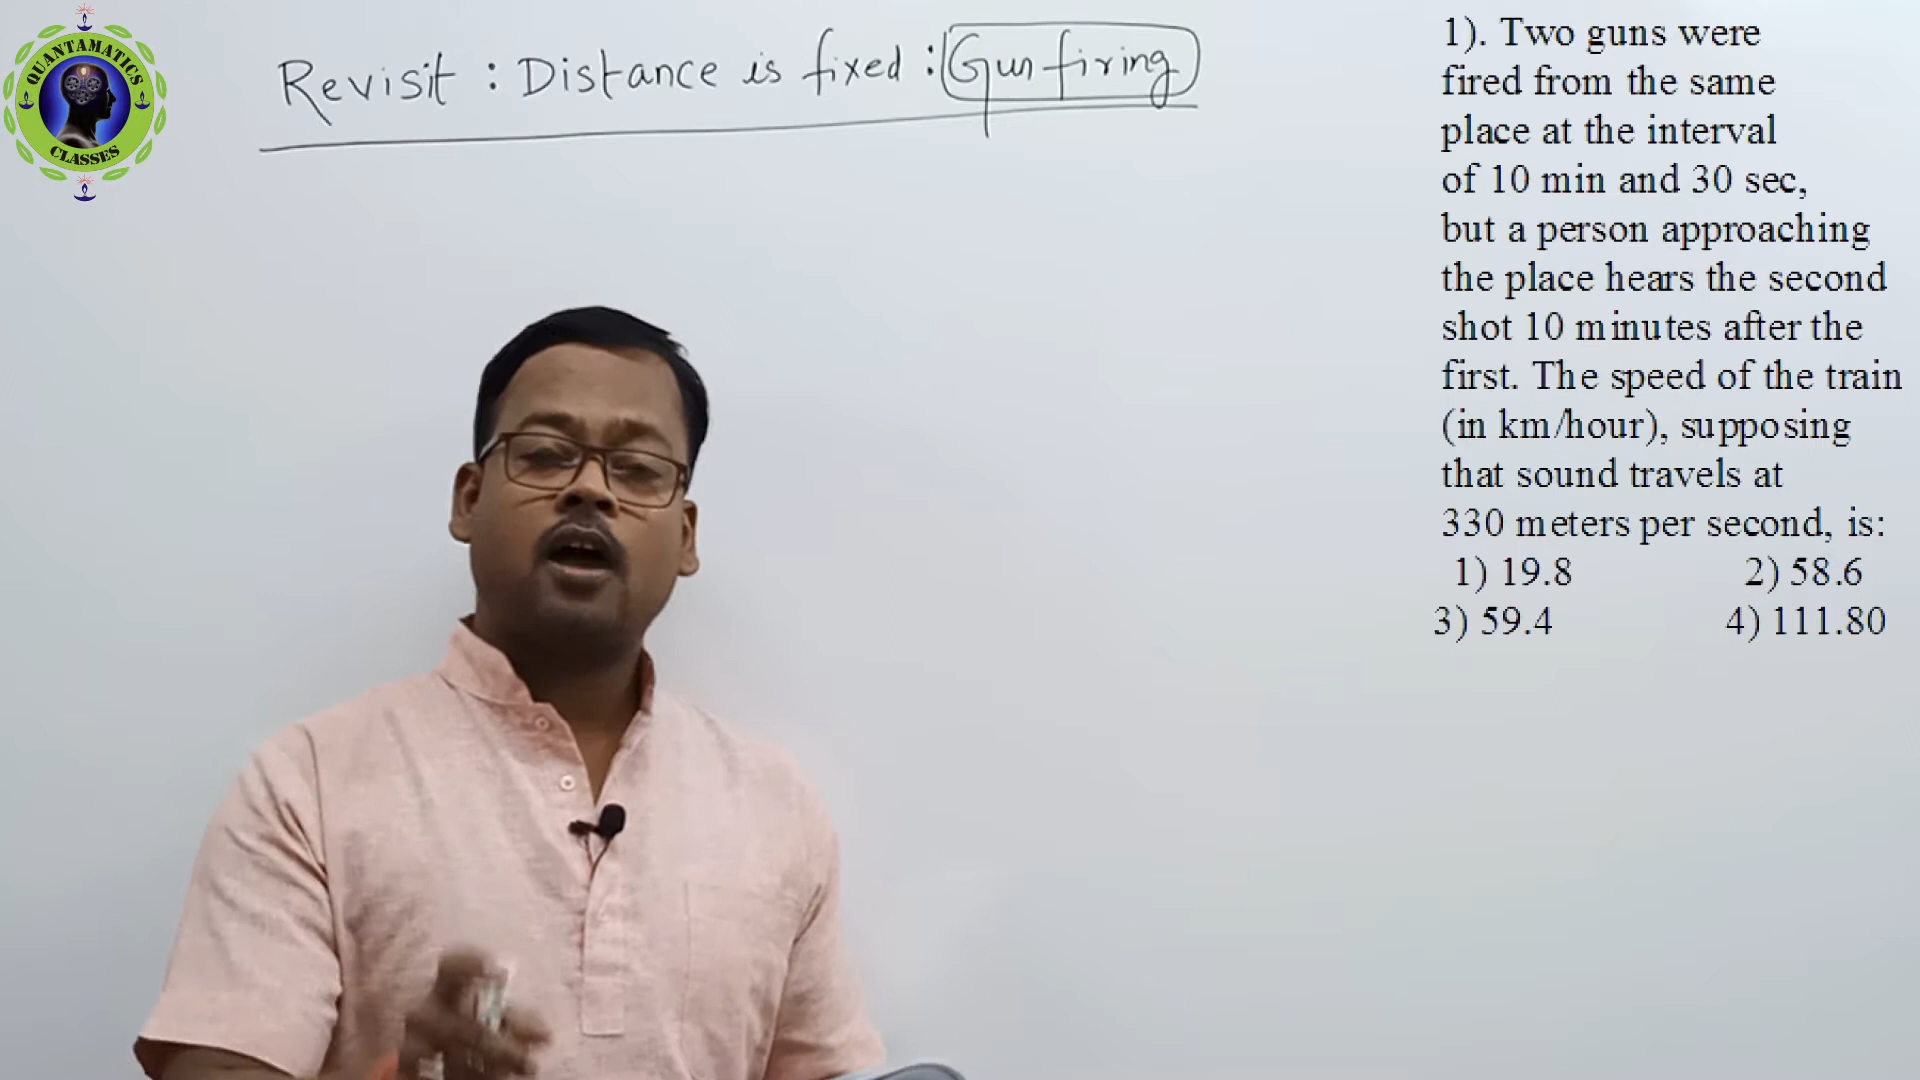 QUANTAMATICS
CLASSES
Revisit : Distance is fixed : Gun firing
1). Two guns were
fired from the same
place at the interval
of 10 min and 30 sec,
but a person approaching
the place hears the second
shot 10 minutes after the
first. The speed of the train
(in km/hour), supposing
that sound travels at
330 meters per second, is:
1) 19.8 2) 58.6
3) 59.4 4) 111.80